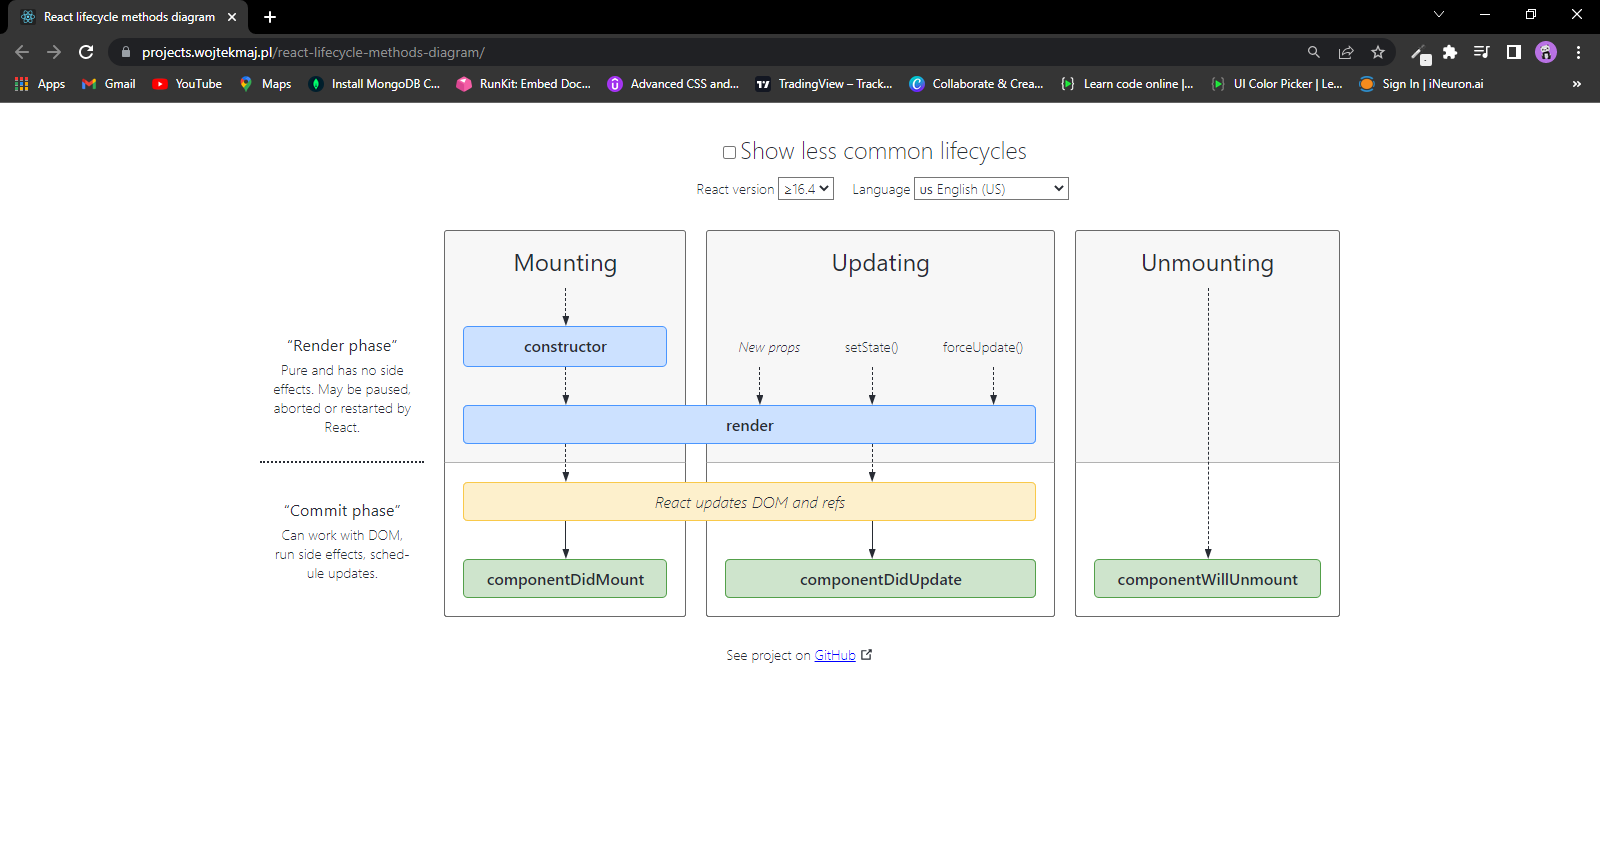 React lifecycle methods diagram
projects.wojtekmaj.pl/react-lifecycle-methods-diagram/
Apps Gmail YouTube Maps Install MongoDB C... RunKit: Embed Doc... Advanced CSS and... TradingView – Track... Collaborate & Crea... Learn code online |... UI Color Picker | Le... Sign In | iNeuron.ai »
Show less common lifecycles
React version ≥16.4 Language us English (US)
Mounting Updating Unmounting
“Render phase”
Pure and has no side
effects. May be paused,
aborted or restarted by
React.
constructor New props setState() forceUpdate()
render
React updates DOM and refs
“Commit phase”
Can work with DOM,
run side effects, sched-
ule updates.
componentDidMount componentDidUpdate componentWillUnmount
See project on GitHub